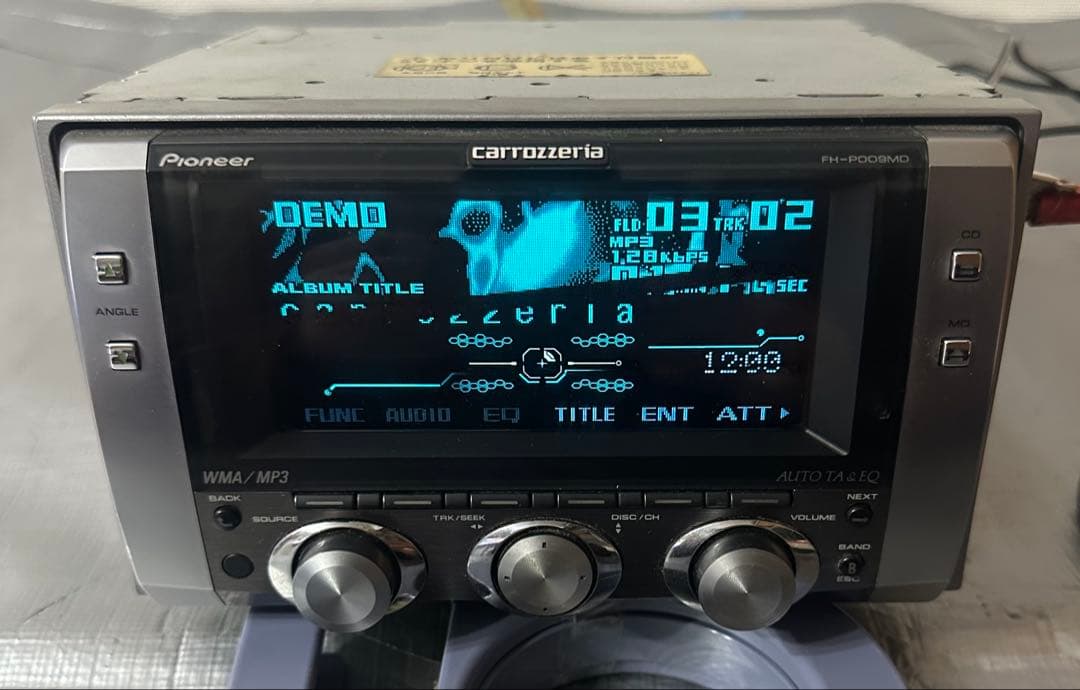 Pioneer
carrozzeria
FH-P009MD
DEMO
FLD 03 TRK 02
MP3
128 kbps
ALBUM TITLE
SEC
zzeria
12:00
CD
ANGLE
MD
FUNC AUDIO EQ TITLE ENT ATT
WMA/MP3
AUTO TA & EQ
BACK
NEXT
SOURCE
TRK/SEEK
DISC/CH
VOLUME
BAND
B
ESC